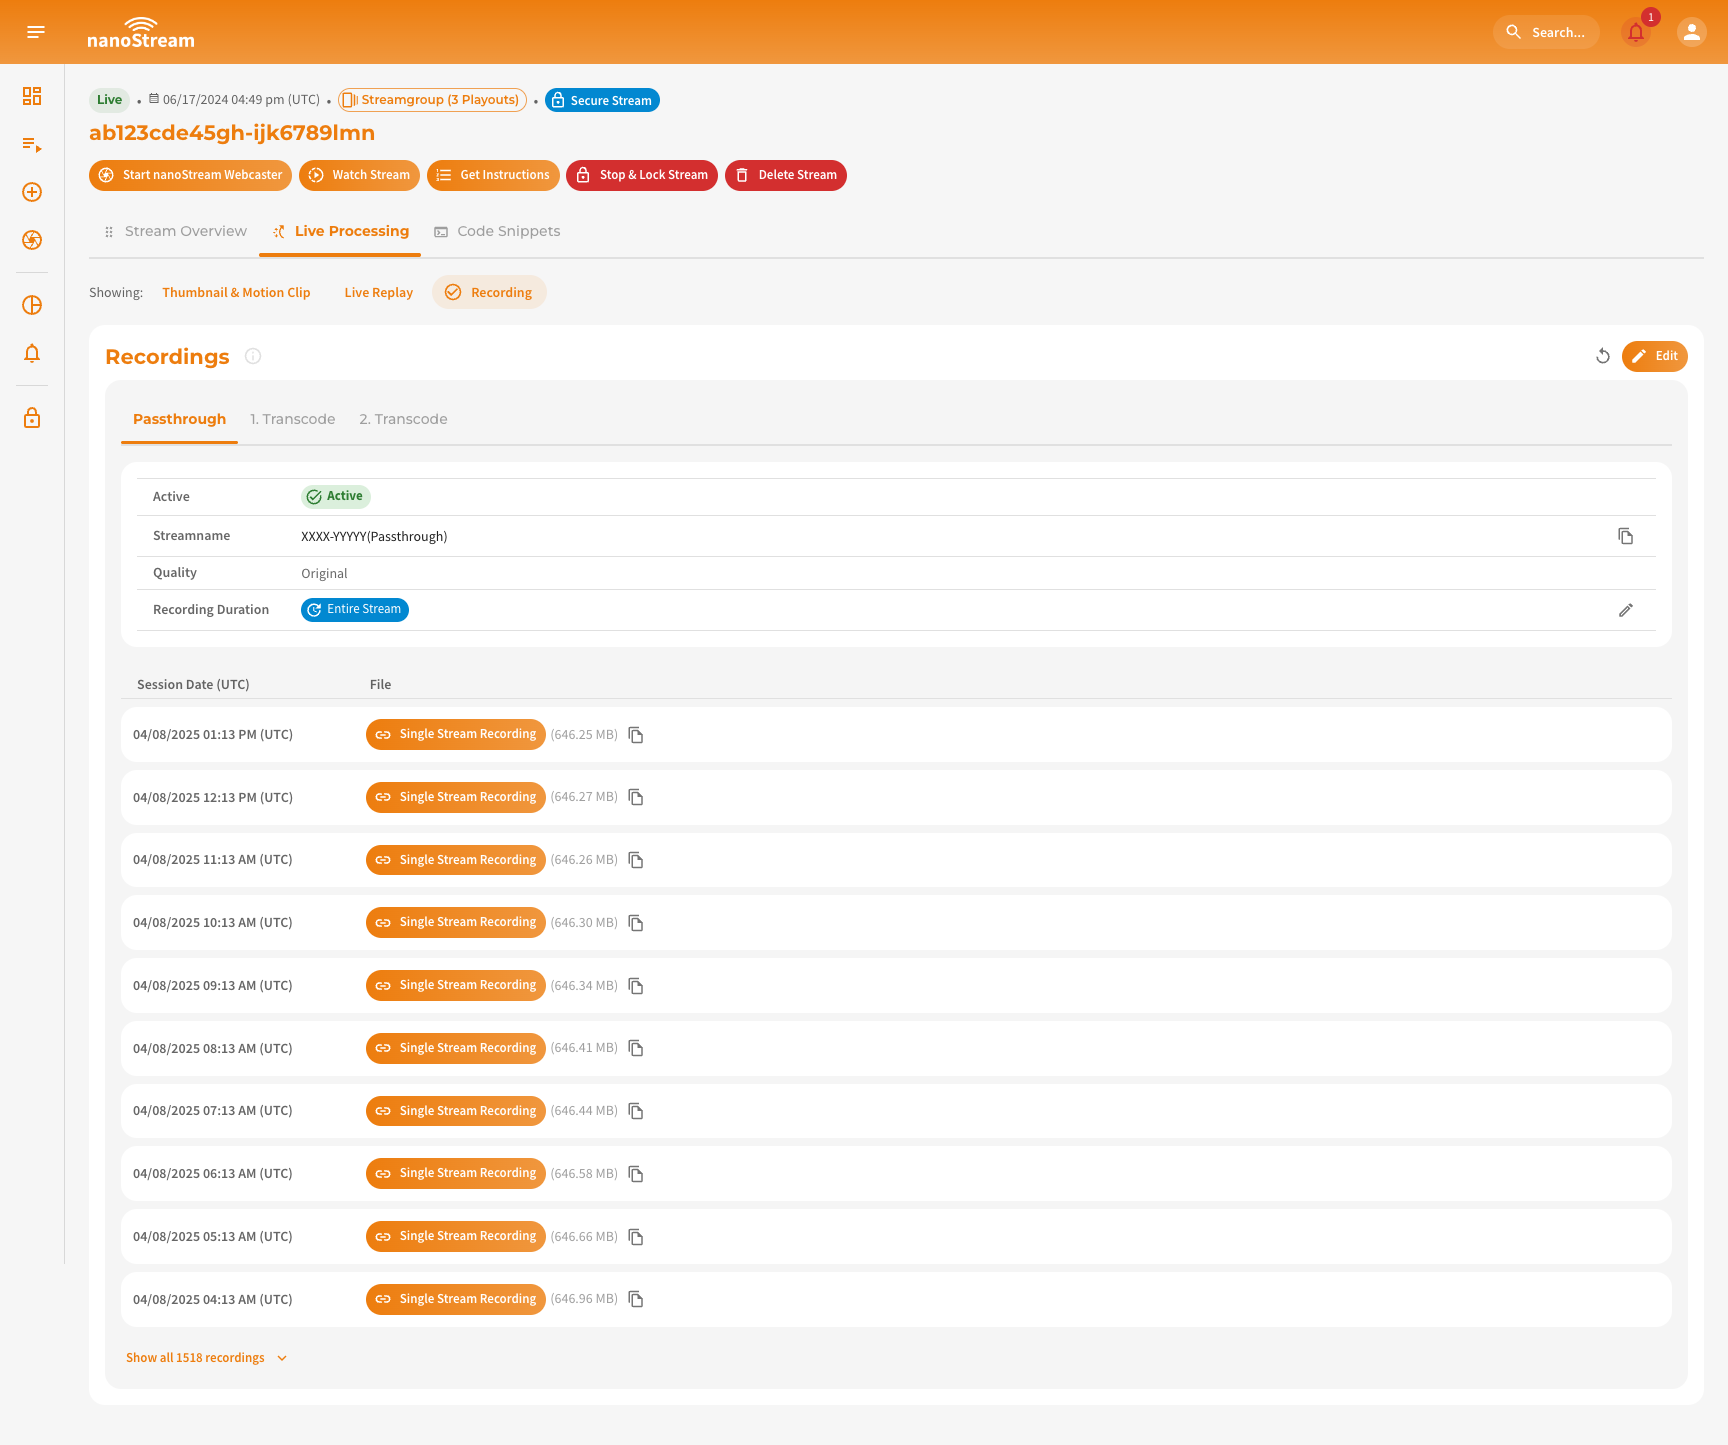 nanoStream
Search...
1
Live • 06/17/2024 04:49 pm (UTC) • Streamgroup (3 Playouts) • Secure Stream
ab123cde45gh-ijk6789lmn
Start nanoStream Webcaster
Watch Stream
Get Instructions
Stop & Lock Stream
Delete Stream
Stream Overview
Live Processing
Code Snippets
Showing:
Thumbnail & Motion Clip
Live Replay
Recording
Recordings
Edit
Passthrough
1. Transcode
2. Transcode
Active Active
Streamname XXXX-YYYYY(Passthrough)
Quality Original
Recording Duration Entire Stream
Session Date (UTC) File
04/08/2025 01:13 PM (UTC) Single Stream Recording (646.25 MB)
04/08/2025 12:13 PM (UTC) Single Stream Recording (646.27 MB)
04/08/2025 11:13 AM (UTC) Single Stream Recording (646.26 MB)
04/08/2025 10:13 AM (UTC) Single Stream Recording (646.30 MB)
04/08/2025 09:13 AM (UTC) Single Stream Recording (646.34 MB)
04/08/2025 08:13 AM (UTC) Single Stream Recording (646.41 MB)
04/08/2025 07:13 AM (UTC) Single Stream Recording (646.44 MB)
04/08/2025 06:13 AM (UTC) Single Stream Recording (646.58 MB)
04/08/2025 05:13 AM (UTC) Single Stream Recording (646.66 MB)
04/08/2025 04:13 AM (UTC) Single Stream Recording (646.96 MB)
Show all 1518 recordings